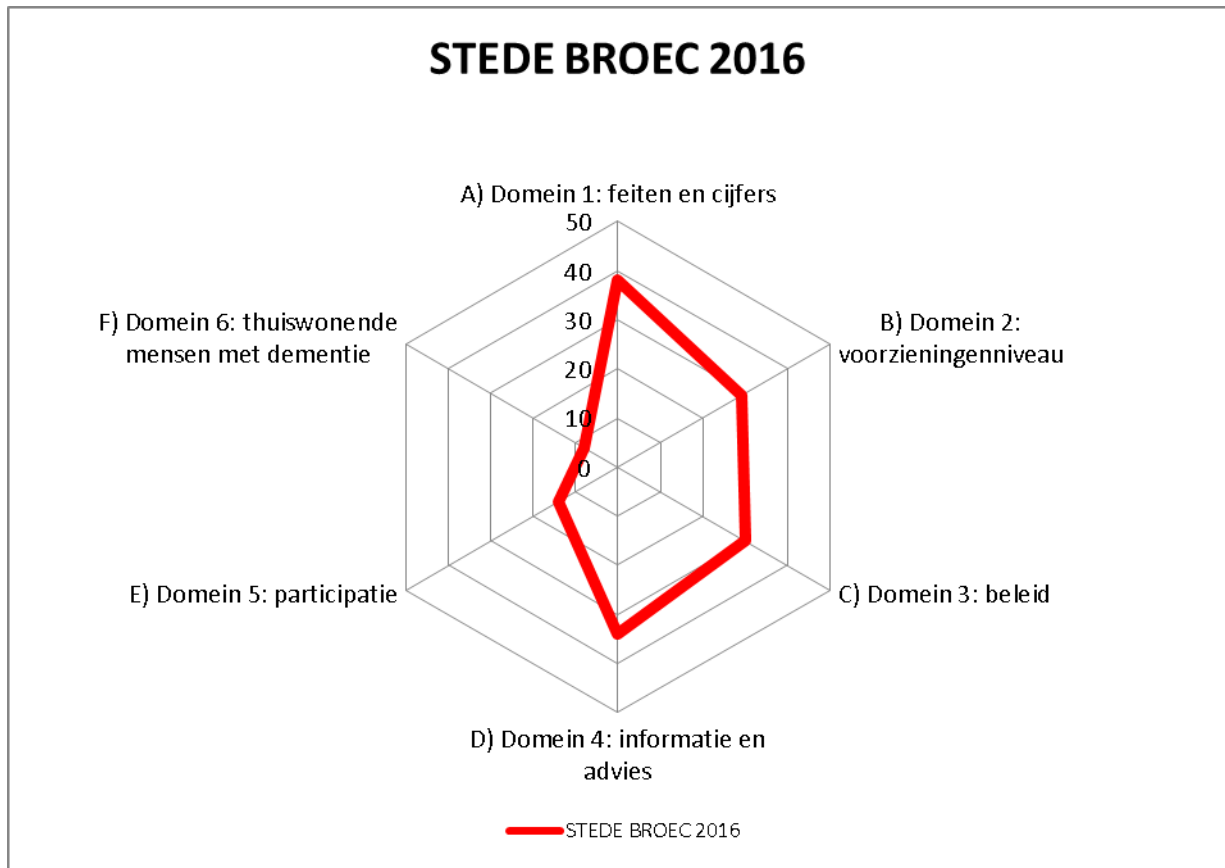 STEDE BROEC 2016
A) Domein 1: feiten en cijfers
50
40
30
20
10
0
B) Domein 2:
voorzieningenniveau
C) Domein 3: beleid
D) Domein 4: informatie en
advies
E) Domein 5: participatie
F) Domein 6: thuiswonende
mensen met dementie
STEDE BROEC 2016